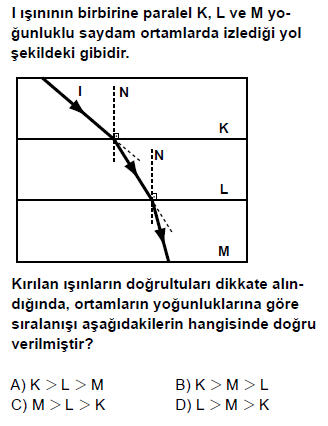 I ışınının birbirine paralel K, L ve M yo-
ğunluklu saydam ortamlarda izlediği yol
şekildeki gibidir.
I N
K
N
L
M
Kırılan ışınların doğrultuları dikkate alın-
dığında, ortamların yoğunluklarına göre
sıralanışı aşağıdakilerin hangisinde doğru
verilmiştir?
A) K > L > M B) K > M > L
C) M > L > K D) L > M > K